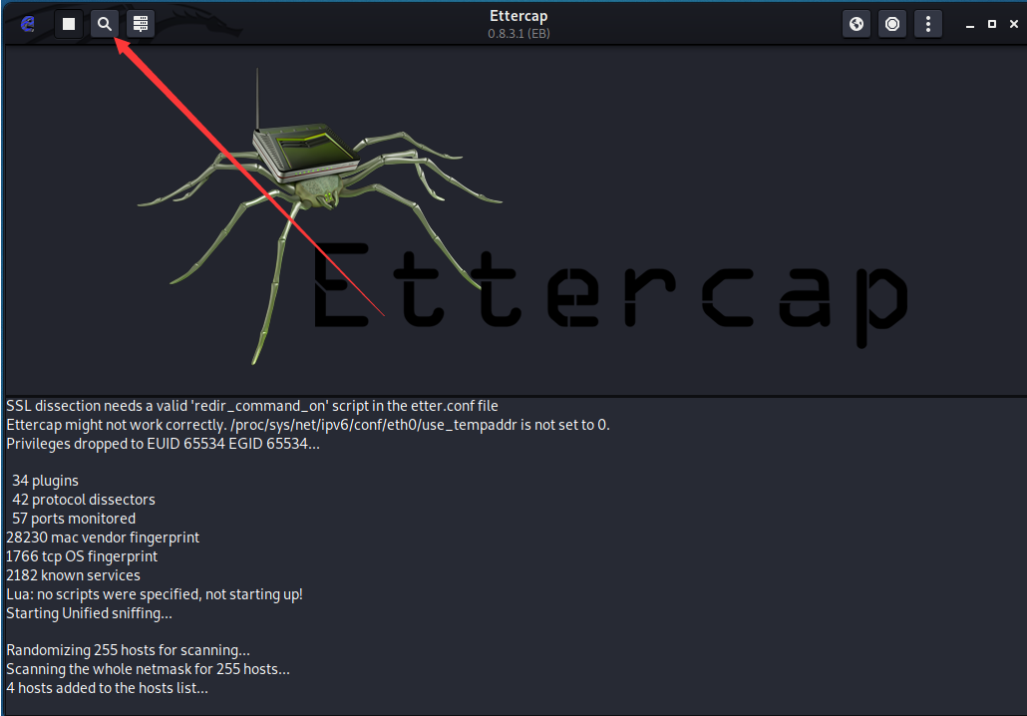 Ettercap
0.8.3.1 (EB)
Ettercap
SSL dissection needs a valid 'redir_command_on' script in the etter.conf file
Ettercap might not work correctly. /proc/sys/net/ipv6/conf/eth0/use_tempaddr is not set to 0.
Privileges dropped to EUID 65534 EGID 65534...
34 plugins
42 protocol dissectors
57 ports monitored
28230 mac vendor fingerprint
1766 tcp OS fingerprint
2182 known services
Lua: no scripts were specified, not starting up!
Starting Unified sniffing...
Randomizing 255 hosts for scanning...
Scanning the whole netmask for 255 hosts...
4 hosts added to the hosts list...